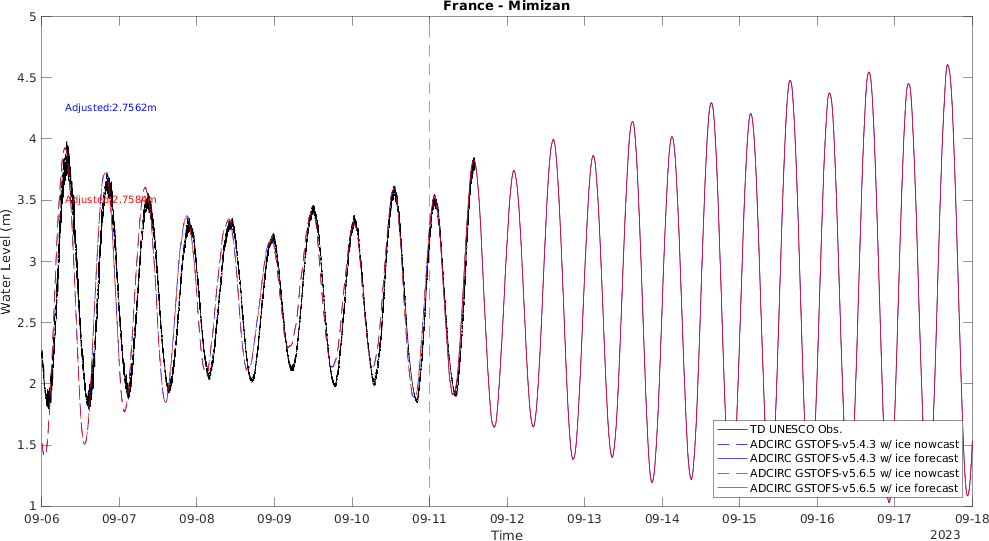 France - Mimizan
5
4.5
4
3.5
3
2.5
2
1.5
1
Water Level (m)
Adjusted:2.7562m
Adjusted:2.7584m
TD UNESCO Obs.
ADCIRC GSTOFS-v5.4.3 w/ ice nowcast
ADCIRC GSTOFS-v5.4.3 w/ ice forecast
ADCIRC GSTOFS-v5.6.5 w/ ice nowcast
ADCIRC GSTOFS-v5.6.5 w/ ice forecast
09-06 09-07 09-08 09-09 09-10 09-11 09-12 09-13 09-14 09-15 09-16 09-17 09-18
Time
2023